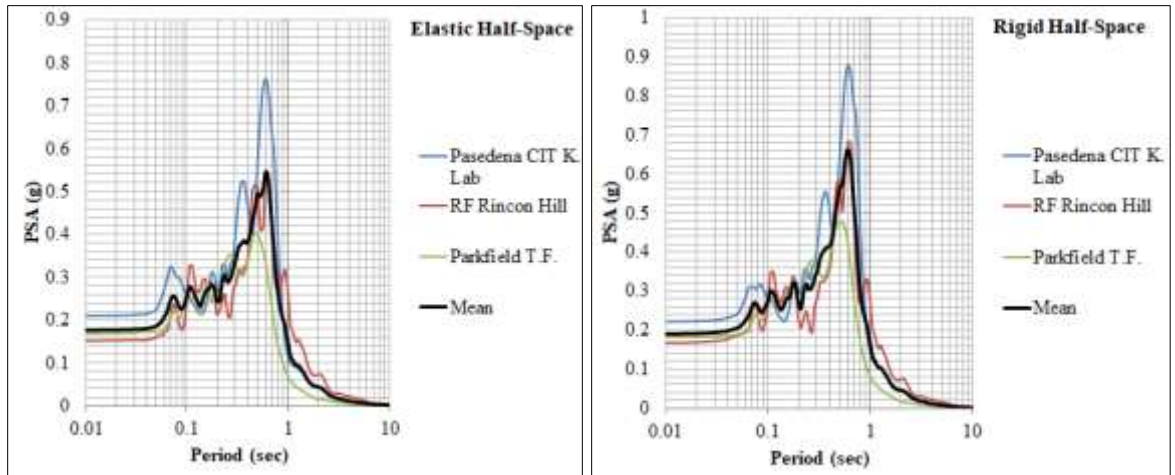 Elastic Half-Space
0.9
0.8
0.7
0.6
0.5
0.4
0.3
0.2
0.1
0
PSA (g)
0.01
0.1
1
10
Period (sec)
Pasedena CIT K.
Lab
RF Rincon Hill
Parkfield T.F.
Mean
Rigid Half-Space
1
0.9
0.8
0.7
0.6
0.5
0.4
0.3
0.2
0.1
0
PSA (g)
0.01
0.1
1
10
Period (sec)
Pasedena CIT K.
Lab
RF Rincon Hill
Parkfield T.F.
Mean